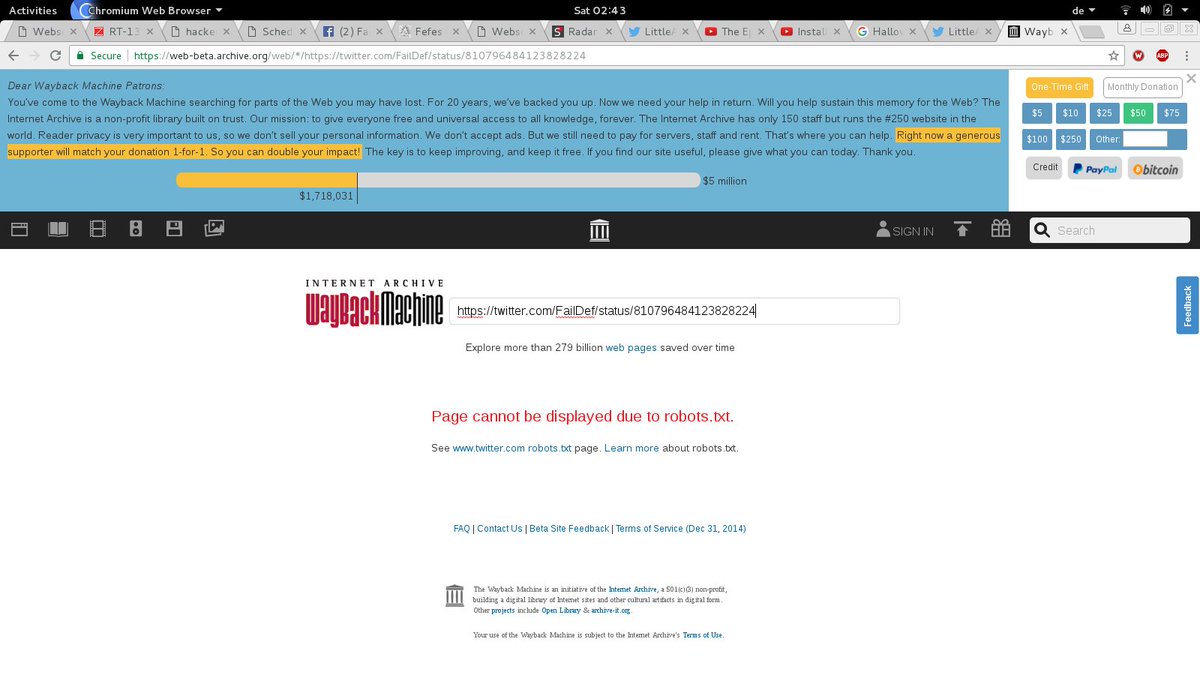 Activities Chromium Web Browser Sat 02:43 de
Webs RT-13 hacke Sched (2) Fa Fefes Webs Radar LittleA The E Instal Hallow LittleA Wayb
Secure https://web-beta.archive.org/web/*/https://twitter.com/FailDef/status/810796484123828224
Dear Wayback Machine Patrons:
You've come to the Wayback Machine searching for parts of the Web you may have lost. For 20 years, we've backed you up. Now we need your help in return. Will you help sustain this memory for the Web? The
Internet Archive is a non-profit library built on trust. Our mission: to give everyone free and universal access to all knowledge, forever. The Internet Archive has only 150 staff but runs the #250 website in the
world. Reader privacy is very important to us, so we don't sell your personal information. We don't accept ads. But we still need to pay for servers, staff and rent. That's where you can help. Right now a generous
supporter will match your donation 1-for-1. So you can double your impact! The key is to keep improving, and keep it free. If you find our site useful, please give what you can today. Thank you.
$5 million
$1,718,031
One-Time Gift Monthly Donation
$5 $10 $25 $50 $75
$100 $250 Other:
Credit PayPal bitcoin
SIGN IN Search
INTERNET ARCHIVE
WayBackMachine
https://twitter.com/FailDef/status/810796484123828224
Feedback
Explore more than 279 billion web pages saved over time
Page cannot be displayed due to robots.txt.
See www.twitter.com robots.txt page. Learn more about robots.txt.
FAQ | Contact Us | Beta Site Feedback | Terms of Service (Dec 31, 2014)
The Wayback Machine is an initiative of the Internet Archive, a 501(c)(3) non-profit,
building a digital library of Internet sites and other cultural artifacts in digital form.
Other projects include Open Library & archive-it.org.
Your use of the Wayback Machine is subject to the Internet Archive's Terms of Use.